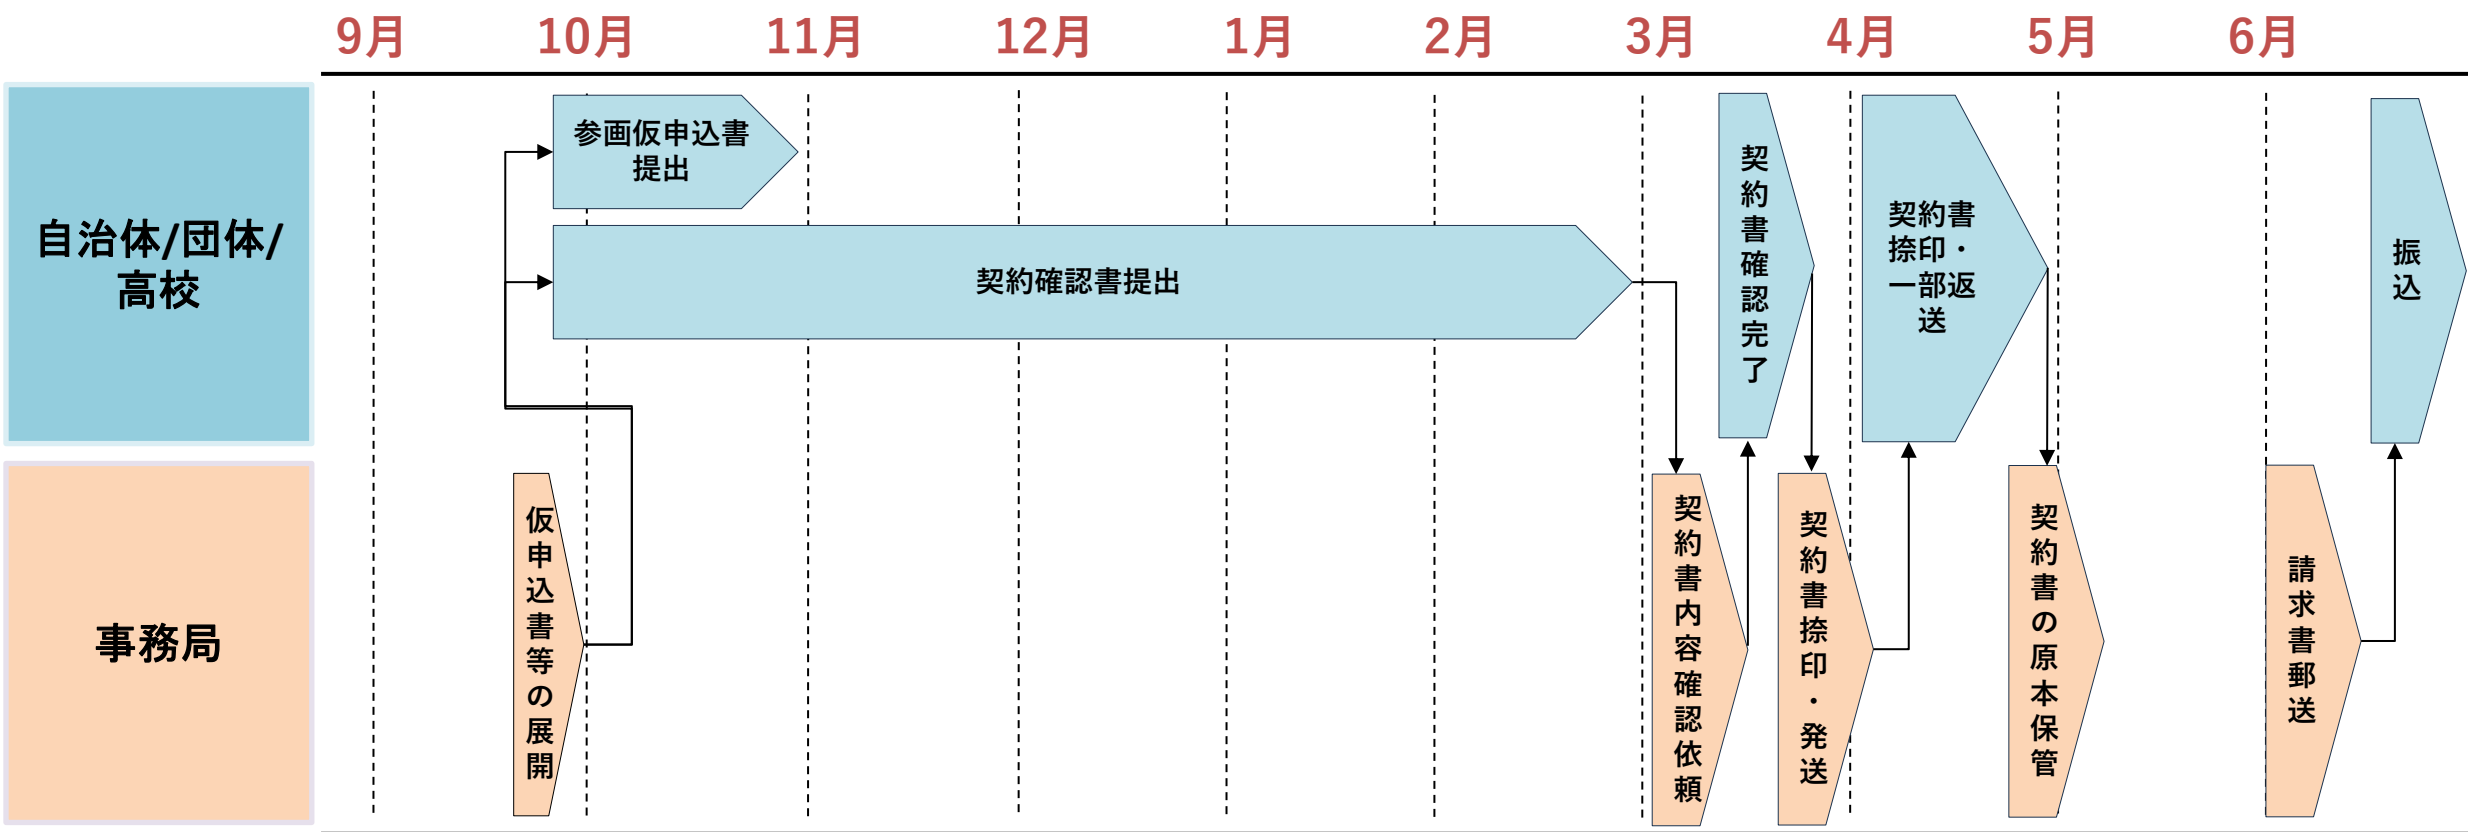 9月 10月 11月 12月 1月 2月 3月 4月 5月 6月
自治体/団体/
高校
参画仮申込書
提出
契約確認書提出
契約書確認完了
契約書
捺印・
一部返
送
振込
事務局
仮申込書等の展開
契約書内容確認依頼
契約書捺印・発送
契約書の原本保管
請求書郵送